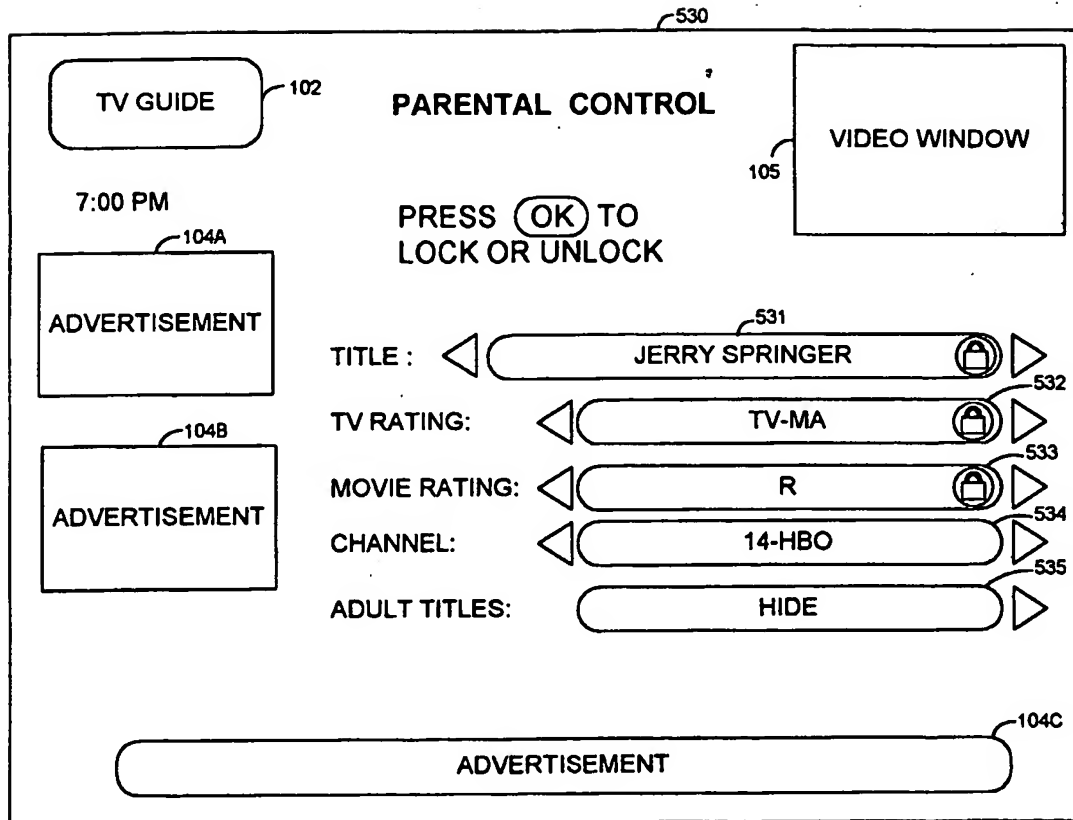 530
TV GUIDE
102
PARENTAL CONTROL
VIDEO WINDOW
105
7:00 PM
PRESS OK TO
LOCK OR UNLOCK
104A
ADVERTISEMENT
531
TITLE : JERRY SPRINGER
532
TV RATING: TV-MA
104B
ADVERTISEMENT
533
MOVIE RATING: R
534
CHANNEL: 14-HBO
535
ADULT TITLES: HIDE
104C
ADVERTISEMENT